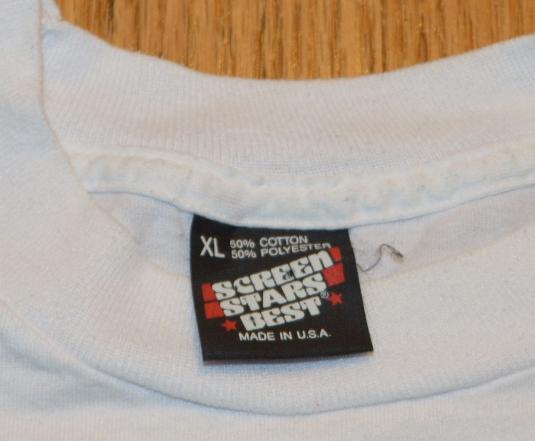 XL 50% COTTON
50% POLYESTER
SCREEN
STARS
BEST®
MADE IN U.S.A.